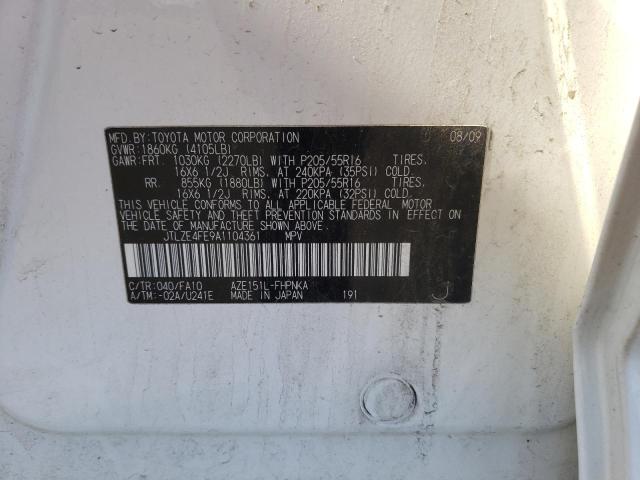 MFD.BY:TOYOTA MOTOR CORPORATION 08/09
GVWR:1860KG (4105LB)
GAWR:FRT. 1030KG (2270LB) WITH P205/55R16 TIRES.
16X6 1/2J RIMS. AT 240KPA (35PSI) COLD.
RR. 855KG (1880LB) WITH P205/55R16 TIRES.
16X6 1/2J RIMS. AT 220KPA (32PSI) COLD.
THIS VEHICLE CONFORMS TO ALL APPLICABLE FEDERAL MOTOR
VEHICLE SAFETY AND THEFT PREVENTION STANDARDS IN EFFECT ON
THE DATE OF MANUFACTURE SHOWN ABOVE.
JTLZE4FE9A1104361 MPV
C/TR:040/FA10 AZE151L-FHPNKA
A/TM:-02A/U241E MADE IN JAPAN 191 J